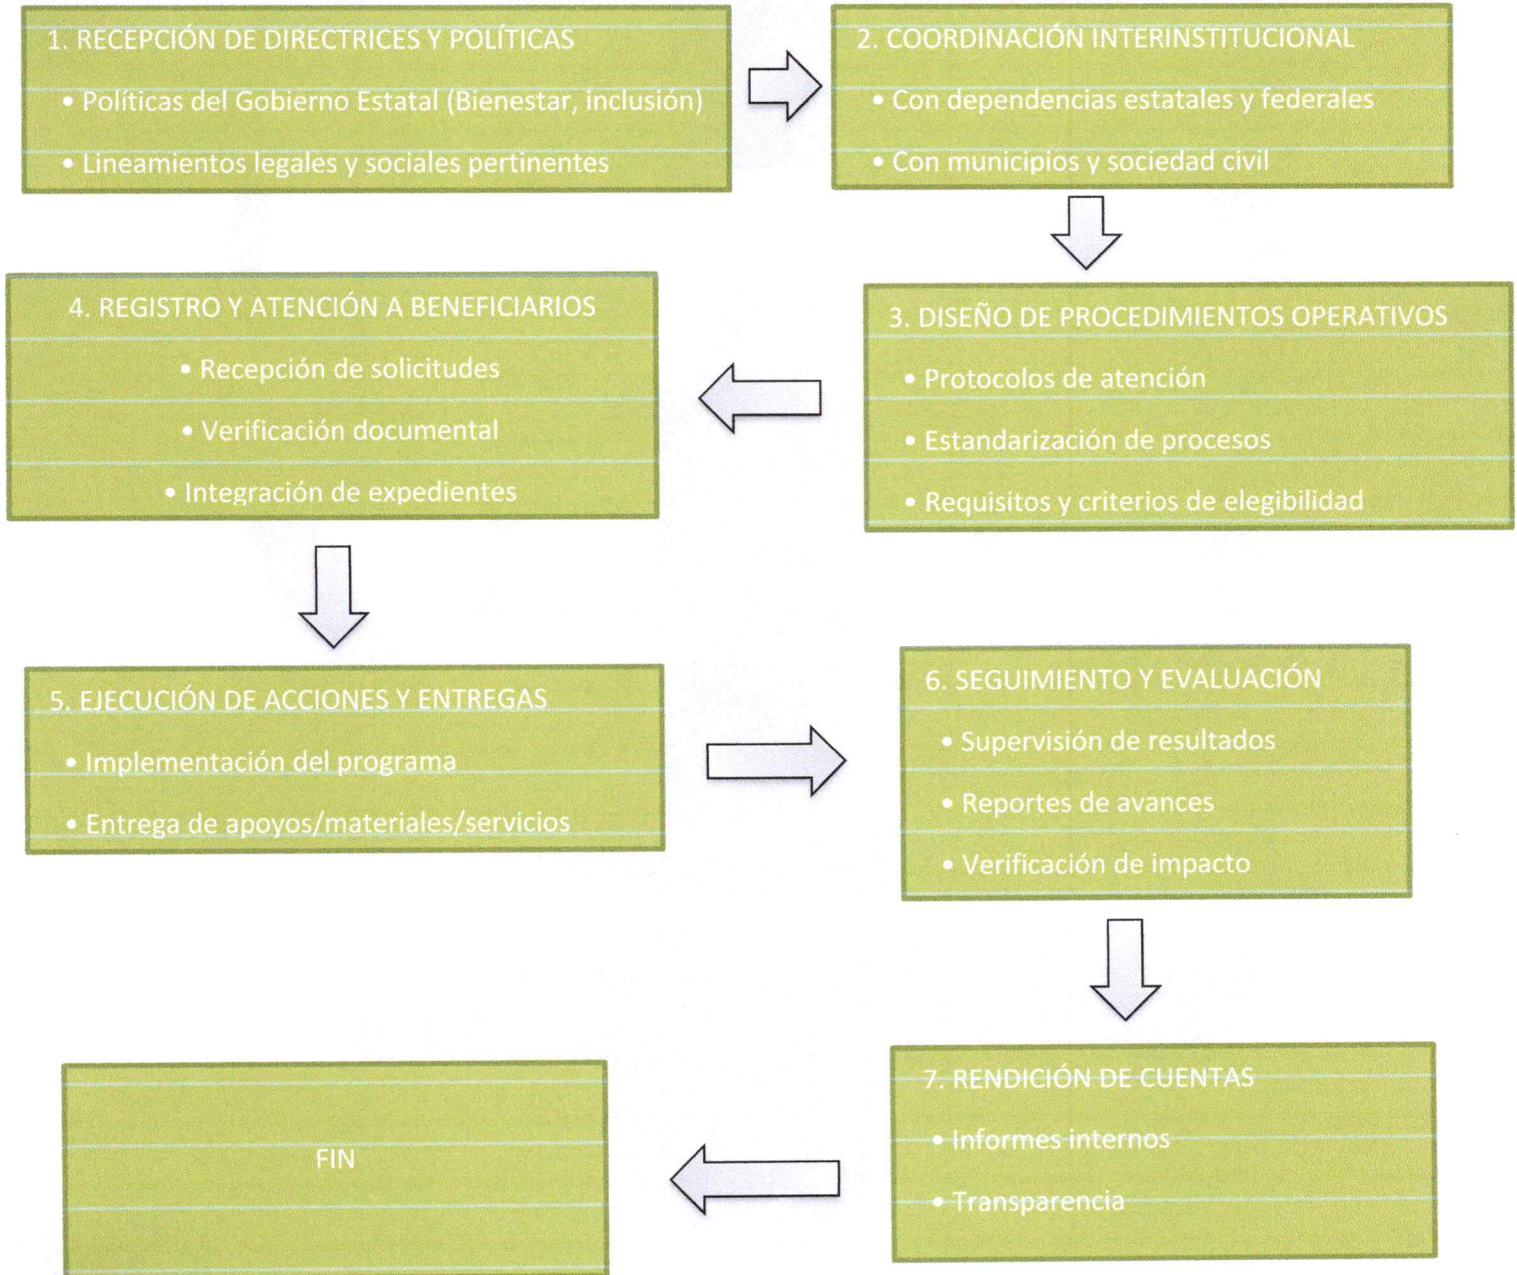 1. RECEPCIÓN DE DIRECTRICES Y POLÍTICAS
• Políticas del Gobierno Estatal (Bienestar, inclusión)
• Lineamientos legales y sociales pertinentes
2. COORDINACIÓN INTERINSTITUCIONAL
• Con dependencias estatales y federales
• Con municipios y sociedad civil
3. DISEÑO DE PROCEDIMIENTOS OPERATIVOS
• Protocolos de atención
• Estandarización de procesos
• Requisitos y criterios de elegibilidad
4. REGISTRO Y ATENCIÓN A BENEFICIARIOS
• Recepción de solicitudes
• Verificación documental
• Integración de expedientes
5. EJECUCIÓN DE ACCIONES Y ENTREGAS
• Implementación del programa
• Entrega de apoyos/materiales/servicios
6. SEGUIMIENTO Y EVALUACIÓN
• Supervisión de resultados
• Reportes de avances
• Verificación de impacto
7. RENDICIÓN DE CUENTAS
• Informes internos
• Transparencia
FIN